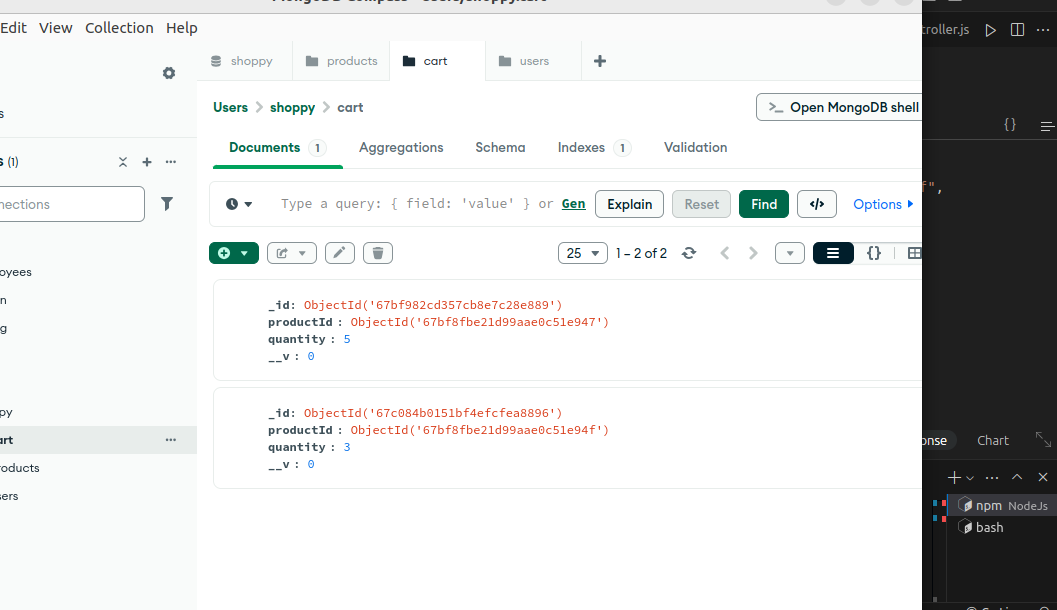 Edit View Collection Help
troller.js
shoppy products cart users
Users shoppy cart
>_ Open MongoDB shell
{}
s
Documents 1 Aggregations Schema Indexes 1 Validation
s (1)
nections
Type a query: { field: 'value' } or Gen Explain Reset Find </> Options
f",
25 1 – 2 of 2 {}
oyees
n
g
py
art
roducts
sers
_id: ObjectId('67bf982cd357cb8e7c28e889')
productId : ObjectId('67bf8fbe21d99aae0c51e947')
quantity : 5
__v : 0
_id: ObjectId('67c084b0151bf4efcfea8896')
productId : ObjectId('67bf8fbe21d99aae0c51e94f')
quantity : 3
__v : 0
onse Chart
npm NodeJs
bash